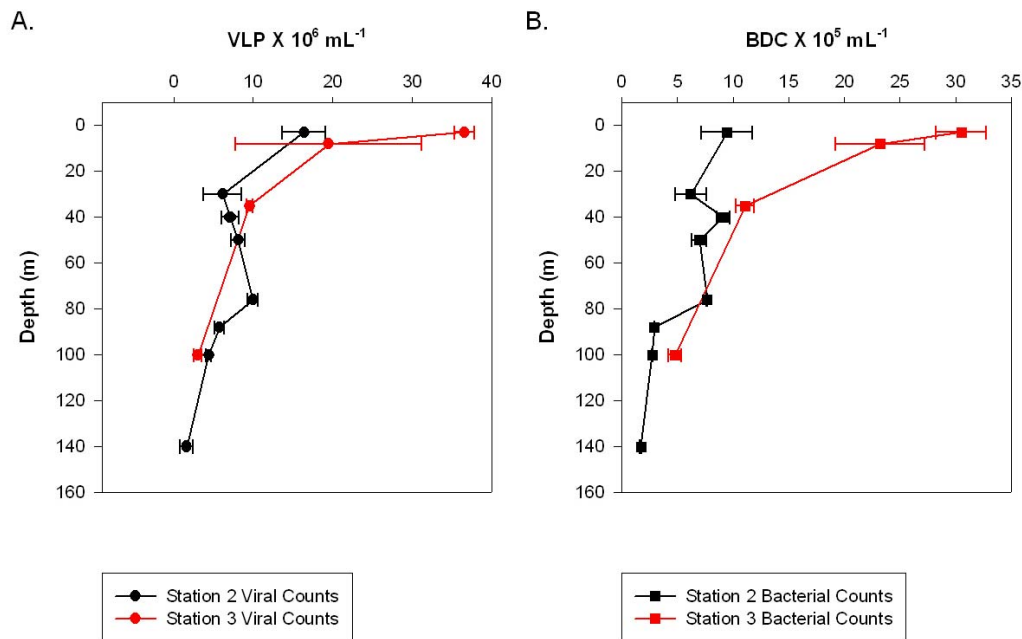 A.
VLP X 10⁶ mL⁻¹
0 10 20 30 40
0
20
40
60
80
100
120
140
160
Depth (m)
Station 2 Viral Counts
Station 3 Viral Counts
B.
BDC X 10⁵ mL⁻¹
0 5 10 15 20 25 30 35
0
20
40
60
80
100
120
140
160
Depth (m)
Station 2 Bacterial Counts
Station 3 Bacterial Counts